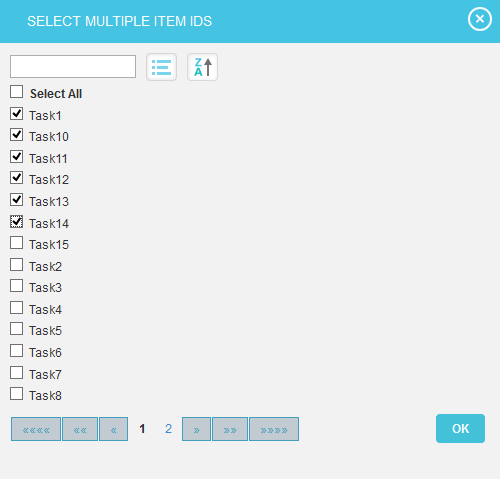 SELECT MULTIPLE ITEM IDS
Z
A
Select All
Task1
Task10
Task11
Task12
Task13
Task14
Task15
Task2
Task3
Task4
Task5
Task6
Task7
Task8
«««« «« « 1 2 » »» »»»» OK